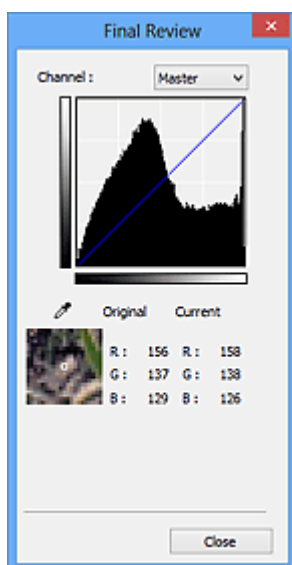 Final Review
Channel : Master
Original Current
R : 156 R : 158
G : 137 G : 138
B : 129 B : 126
Close